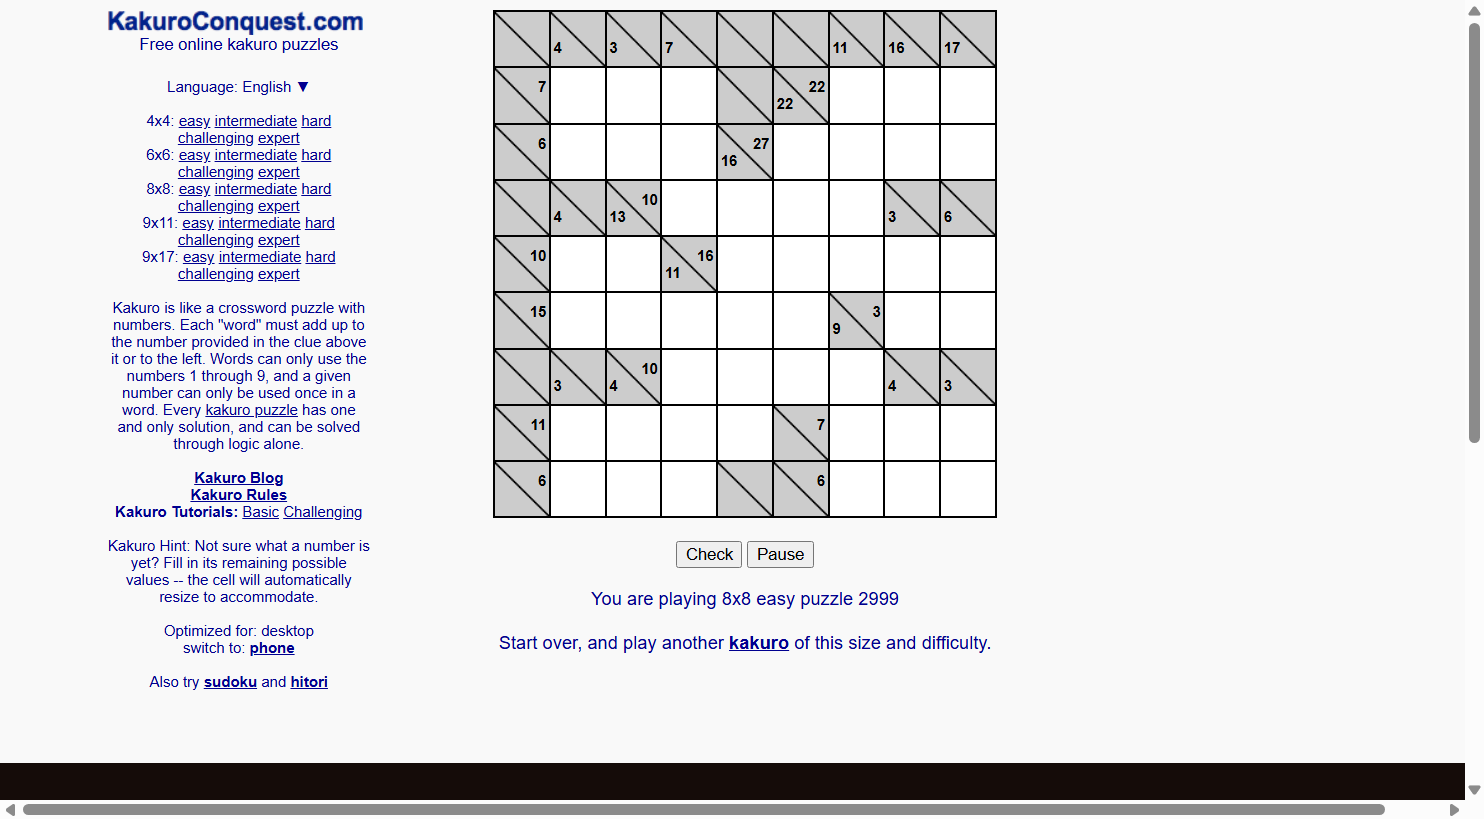 KakuroConquest.com
Free online kakuro puzzles
Language: English ▼
4x4: easy intermediate hard
challenging expert
6x6: easy intermediate hard
challenging expert
8x8: easy intermediate hard
challenging expert
9x11: easy intermediate hard
challenging expert
9x17: easy intermediate hard
challenging expert
Kakuro is like a crossword puzzle with
numbers. Each "word" must add up to
the number provided in the clue above
it or to the left. Words can only use the
numbers 1 through 9, and a given
number can only be used once in a
word. Every kakuro puzzle has one
and only solution, and can be solved
through logic alone.
Kakuro Blog
Kakuro Rules
Kakuro Tutorials: Basic Challenging
Kakuro Hint: Not sure what a number is
yet? Fill in its remaining possible
values -- the cell will automatically
resize to accommodate.
Optimized for: desktop
switch to: phone
Also try sudoku and hitori
4 3 7 11 16 17
7 22 22
6 16 27
4 13 10 3 6
10 11 16
15 9 3
3 4 10 4 3
11 7
6 6
Check Pause
You are playing 8x8 easy puzzle 2999
Start over, and play another kakuro of this size and difficulty.